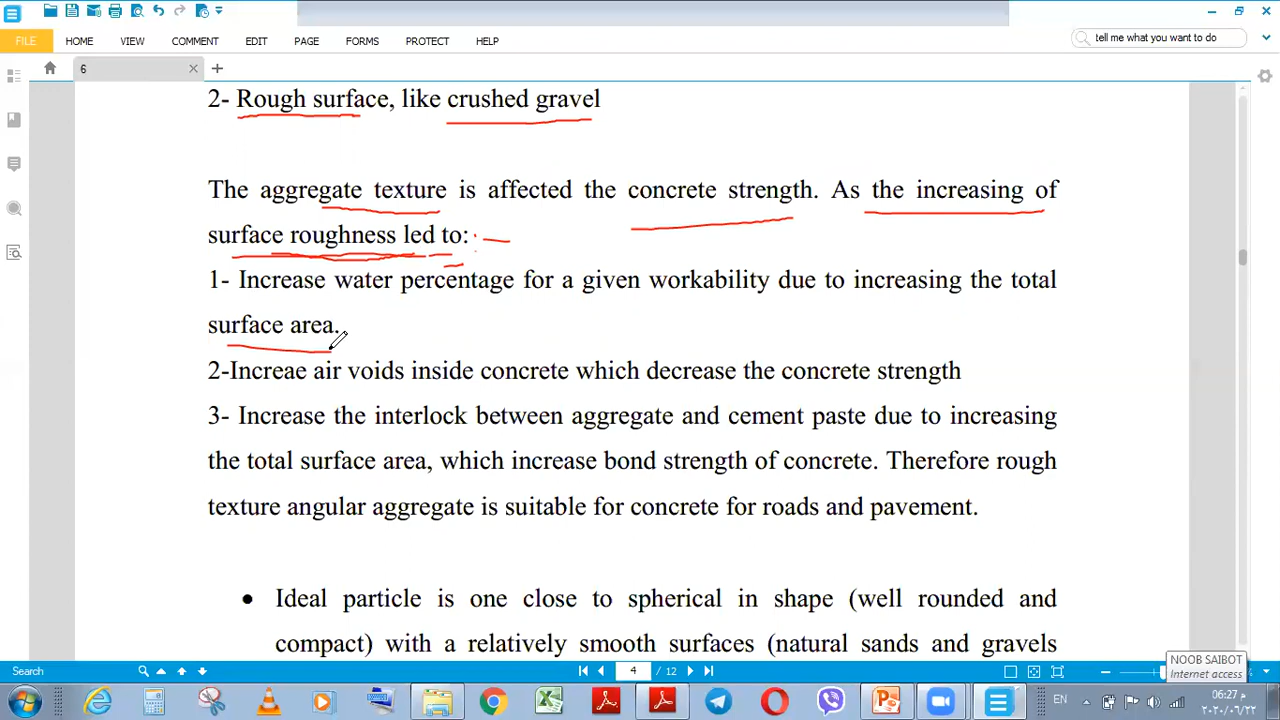 FILE HOME VIEW COMMENT EDIT PAGE FORMS PROTECT HELP
tell me what you want to do
6
2- Rough surface, like crushed gravel
The aggregate texture is affected the concrete strength. As the increasing of
surface roughness led to:
1- Increase water percentage for a given workability due to increasing the total
surface area.
2-Increae air voids inside concrete which decrease the concrete strength
3- Increase the interlock between aggregate and cement paste due to increasing
the total surface area, which increase bond strength of concrete. Therefore rough
texture angular aggregate is suitable for concrete for roads and pavement.
• Ideal particle is one close to spherical in shape (well rounded and
compact) with a relatively smooth surfaces (natural sands and gravels
Search
4 / 12
NOOB SAIBOT
Internet access
EN
06:27 م
٢٠٢٠/٠٦/٢٢